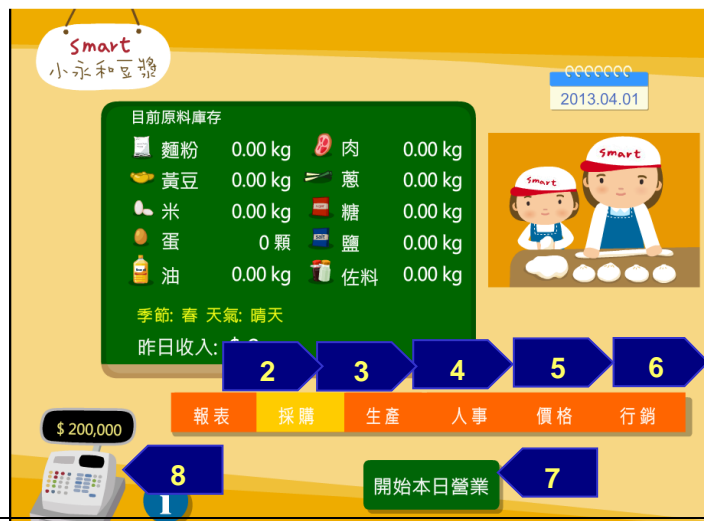 smart
小永和豆漿
2013.04.01
目前原料庫存
麵粉 0.00 kg 肉 0.00 kg
黃豆 0.00 kg 蔥 0.00 kg
米 0.00 kg 糖 0.00 kg
蛋 0 顆 鹽 0.00 kg
油 0.00 kg 佐料 0.00 kg
季節: 春 天氣: 晴天
昨日收入:
smart
smart
2 3 4 5 6
報表 採購 生產 人事 價格 行銷
$ 200,000
8
開始本日營業
7
i